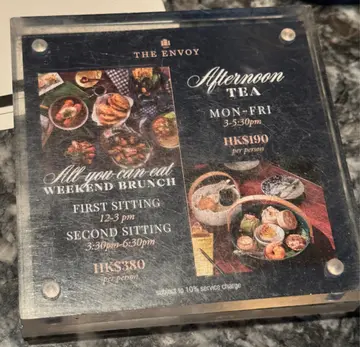 THE ENVOY
All you can eat
WEEKEND BRUNCH
FIRST SITTING
12-3 pm
SECOND SITTING
3:30pm-6:30pm
HK$380
per person
Afternoon
TEA
MON-FRI
3-5:30pm
HK$190
per person
subject to 10% service charge